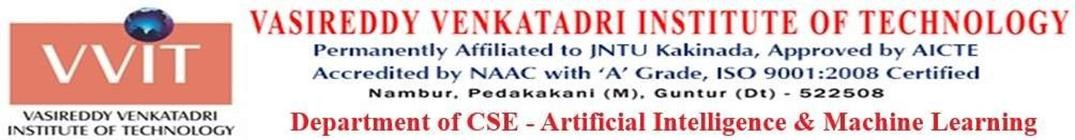 VVIT
VASIREDDY VENKATADRI
INSTITUTE OF TECHNOLOGY
VASIREDDY VENKATADRI INSTITUTE OF TECHNOLOGY
Permanently Affiliated to JNTU Kakinada, Approved by AICTE
Accredited by NAAC with ‘A’ Grade, ISO 9001:2008 Certified
Nambur, Pedakakani (M), Guntur (Dt) - 522508
Department of CSE - Artificial Intelligence & Machine Learning